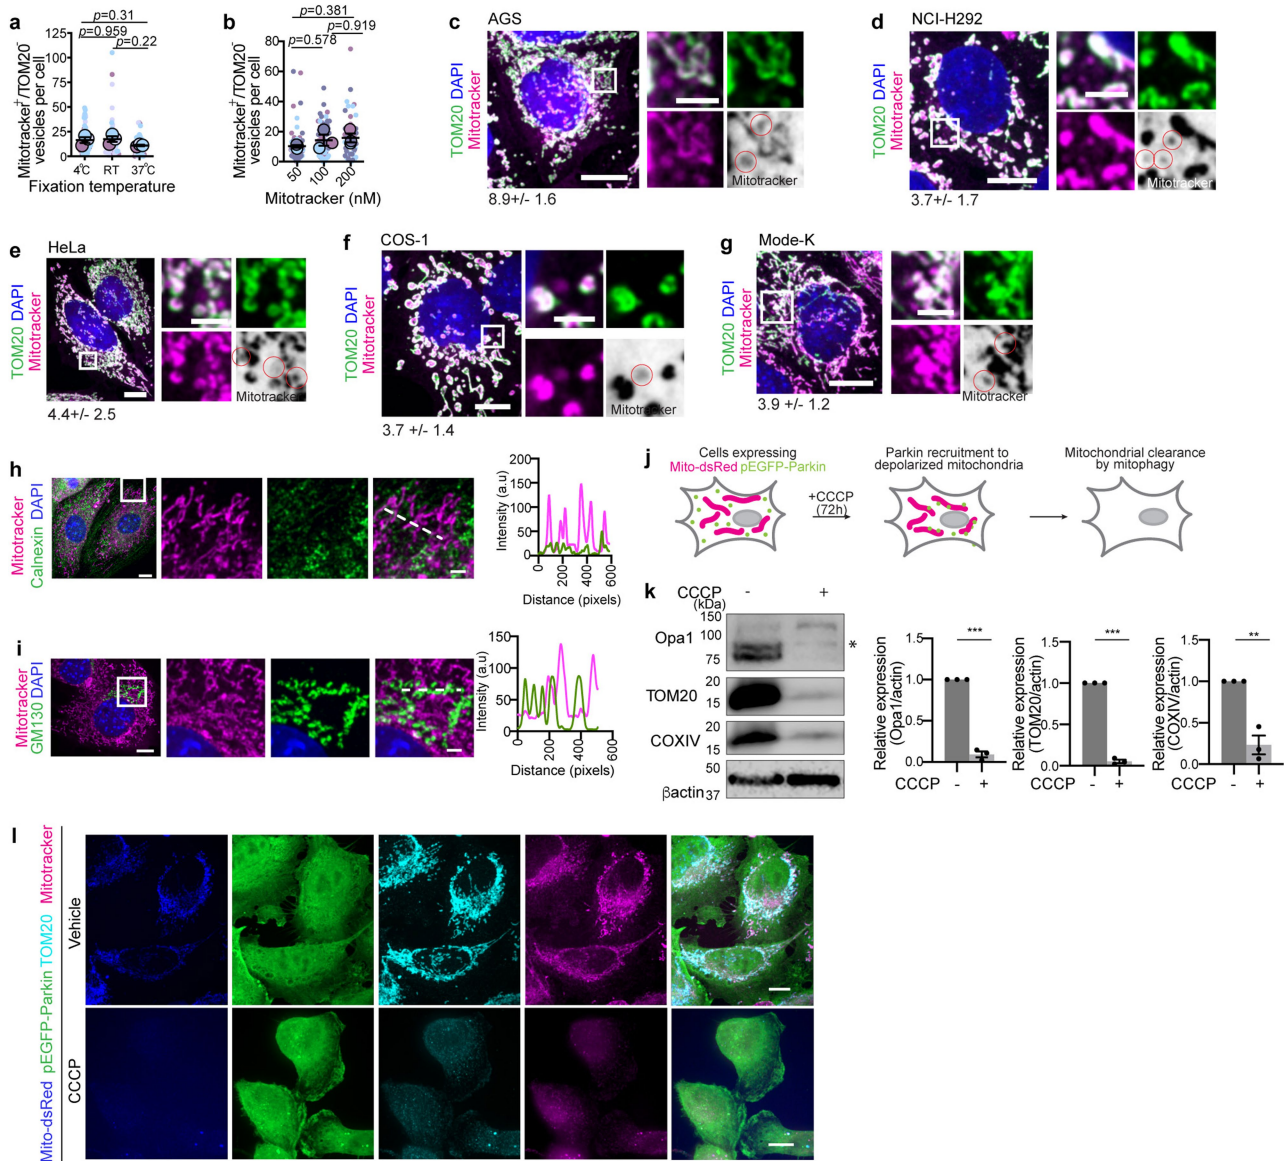 a
p=0.31
p=0.959
p=0.22
Mitotracker+/TOM20-
vesicles per cell
125
100
75
50
25
0
4°C RT 37°C
Fixation temperature
b
p=0.381
p=0.919
p=0.578
Mitotracker+/TOM20-
vesicles per cell
80
60
40
20
0
50 100 200
Mitotracker (nM)
c
AGS
TOM20 DAPI
Mitotracker
Mitotracker
8.9+/- 1.6
d
NCI-H292
TOM20 DAPI
Mitotracker
Mitotracker
3.7+/- 1.7
e
HeLa
TOM20 DAPI
Mitotracker
Mitotracker
4.4+/- 2.5
f
COS-1
TOM20 DAPI
Mitotracker
Mitotracker
3.7 +/- 1.4
g
Mode-K
TOM20 DAPI
Mitotracker
Mitotracker
3.9 +/- 1.2
h
Mitotracker
Calnexin DAPI
Intensity (a.u)
200
150
100
50
0
0 200 400 600
Distance (pixels)
i
Mitotracker
GM130 DAPI
Intensity (a.u)
150
100
50
0
0 200 400 600
Distance (pixels)
j
Cells expressing
Mito-dsRed pEGFP-Parkin
+CCCP
(72h)
Parkin recruitment to
depolarized mitochondria
Mitochondrial clearance
by mitophagy
k
CCCP - +
(kDa)
Opa1
150
100
75
*
TOM20
20
15
COXIV
20
15
βactin
50
37
Relative expression
(Opa1/actin)
1.5
1.0
0.5
0.0
***
CCCP - +
Relative expression
(TOM20/actin)
1.5
1.0
0.5
0.0
***
CCCP - +
Relative expression
(COXIV/actin)
1.5
1.0
0.5
0.0
**
CCCP - +
l
Mito-dsRed pEGFP-Parkin TOM20 Mitotracker
Vehicle
CCCP